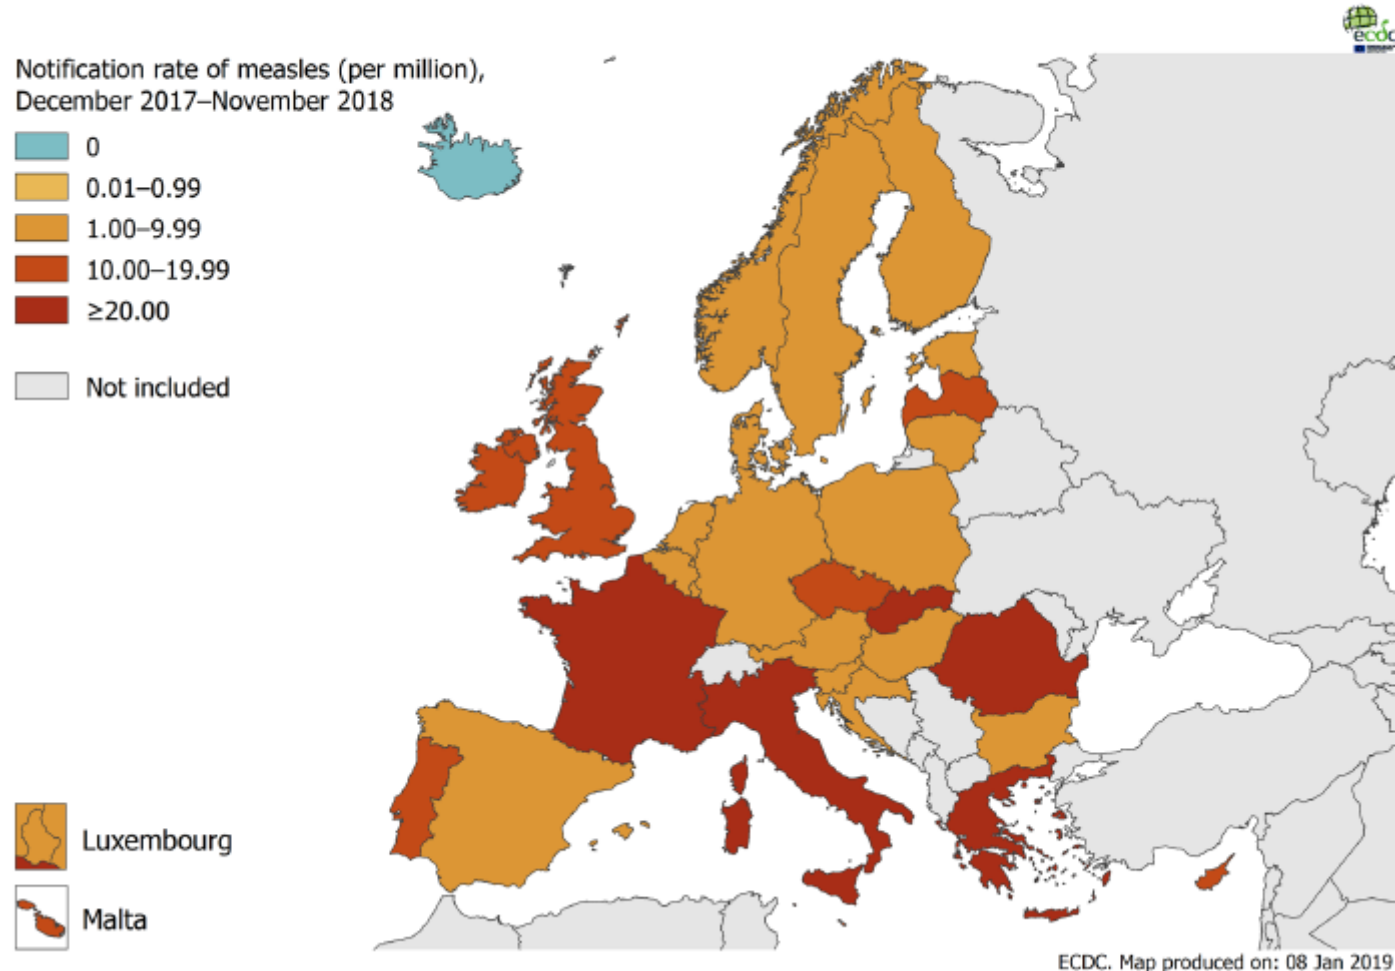 ecdc
Notification rate of measles (per million),
December 2017–November 2018
0
0.01–0.99
1.00–9.99
10.00–19.99
≥20.00
Not included
Luxembourg
Malta
ECDC. Map produced on: 08 Jan 2019